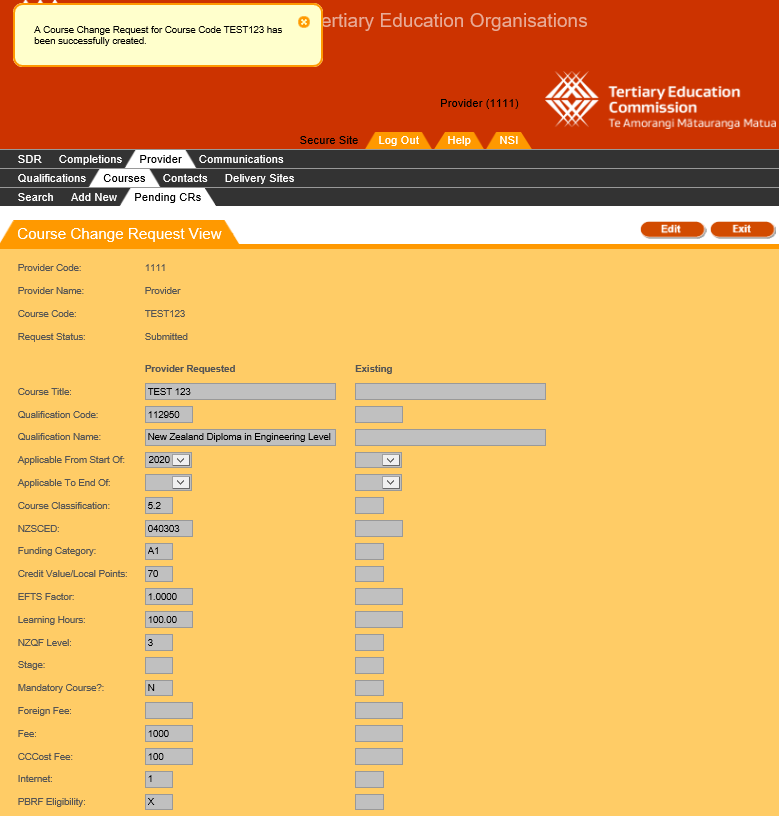 A Course Change Request for Course Code TEST123 has
been successfully created.
ertiary Education Organisations
Provider (1111)
Tertiary Education
Commission
Te Amorangi Mātauranga Matua
Secure Site Log Out Help NSI
SDR Completions Provider Communications
Qualifications Courses Contacts Delivery Sites
Search Add New Pending CRs
Course Change Request View Edit Exit
Provider Code: 1111
Provider Name: Provider
Course Code: TEST123
Request Status: Submitted
Provider Requested Existing
Course Title: TEST 123
Qualification Code: 112950
Qualification Name: New Zealand Diploma in Engineering Level
Applicable From Start Of: 2020
Applicable To End Of:
Course Classification: 5.2
NZSCED: 040303
Funding Category: A1
Credit Value/Local Points: 70
EFTS Factor: 1.0000
Learning Hours: 100.00
NZQF Level: 3
Stage:
Mandatory Course?: N
Foreign Fee:
Fee: 1000
CCCost Fee: 100
Internet: 1
PBRF Eligibility: X